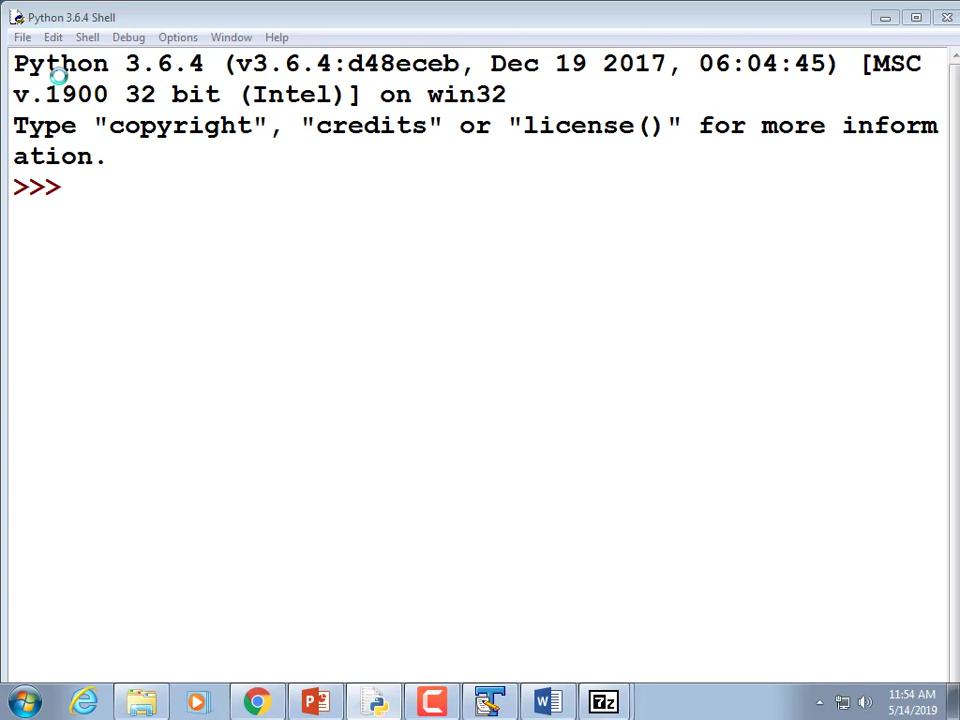 Python 3.6.4 Shell
File Edit Shell Debug Options Window Help
Python 3.6.4 (v3.6.4:d48eceb, Dec 19 2017, 06:04:45) [MSC
v.1900 32 bit (Intel)] on win32
Type "copyright", "credits" or "license()" for more inform
ation.
>>>
7z
11:54 AM
5/14/2019